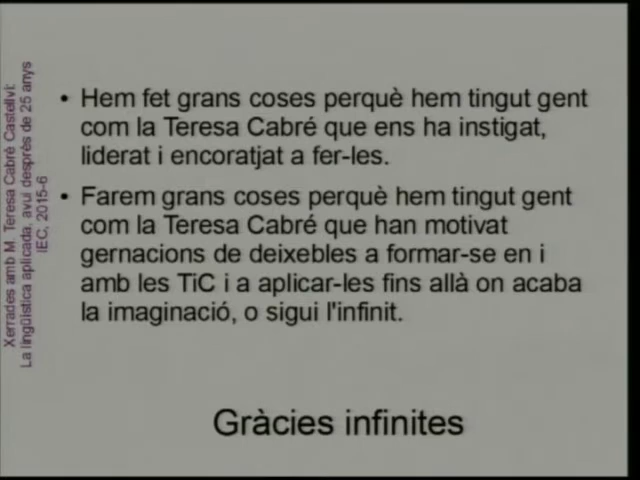 Xerrades amb M. Teresa Cabré Castellví:
La lingüística aplicada, avui després de 25 anys
IEC, 2015-6
• Hem fet grans coses perquè hem tingut gent
com la Teresa Cabré que ens ha instigat,
liderat i encoratjat a fer-les.
• Farem grans coses perquè hem tingut gent
com la Teresa Cabré que han motivat
gernacions de deixebles a formar-se en i
amb les TiC i a aplicar-les fins allà on acaba
la imaginació, o sigui l'infinit.
Gràcies infinites